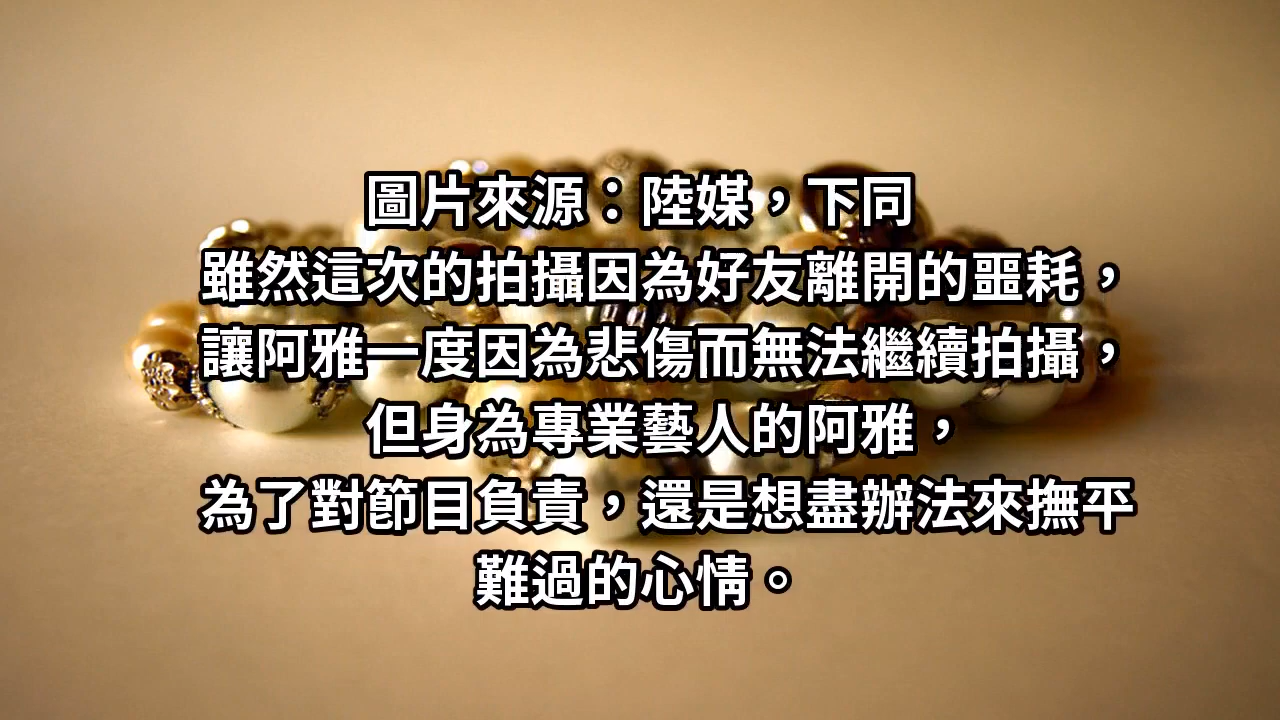 圖片來源：陸媒，下同
雖然這次的拍攝因為好友離開的噩耗，
讓阿雅一度因為悲傷而無法繼續拍攝，
但身為專業藝人的阿雅，
為了對節目負責，還是想盡辦法來撫平
難過的心情。